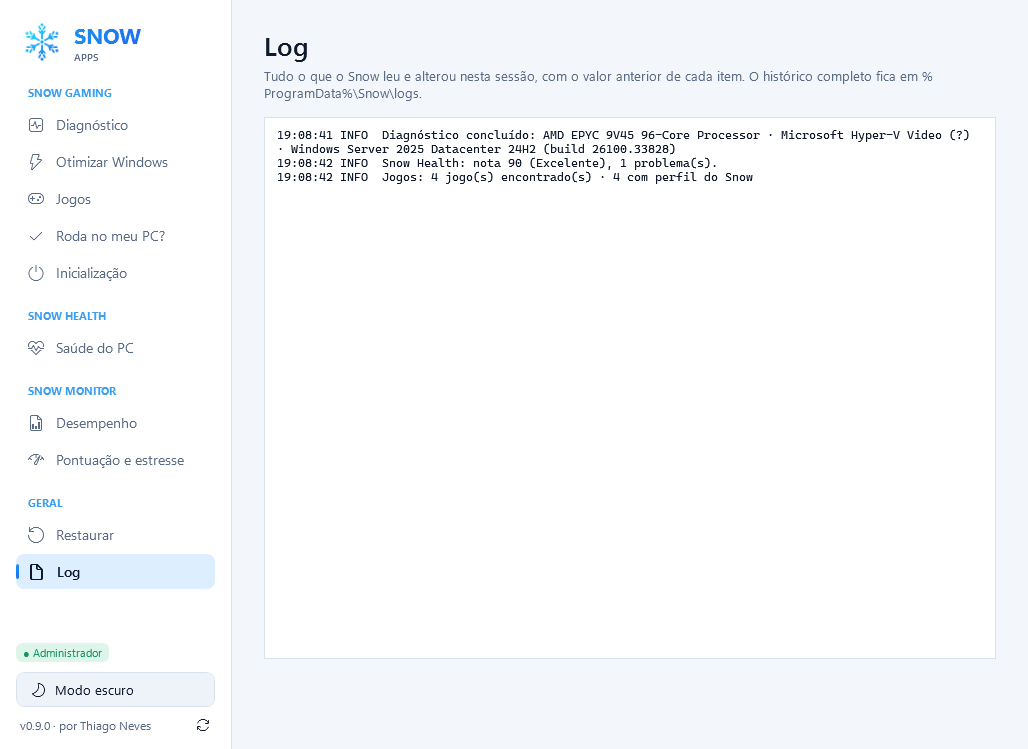 SNOW
APPS
SNOW GAMING
Diagnóstico
Otimizar Windows
Jogos
Roda no meu PC?
Inicialização
SNOW HEALTH
Saúde do PC
SNOW MONITOR
Desempenho
Pontuação e estresse
GERAL
Restaurar
Log
Administrador
Modo escuro
v0.9.0 · por Thiago Neves
Log
Tudo o que o Snow leu e alterou nesta sessão, com o valor anterior de cada item. O histórico completo fica em %
ProgramData%\Snow\logs.
19:08:41 INFO  Diagnóstico concluído: AMD EPYC 9V45 96-Core Processor · Microsoft Hyper-V Video (?)
· Windows Server 2025 Datacenter 24H2 (build 26100.33828)
19:08:42 INFO  Snow Health: nota 90 (Excelente), 1 problema(s).
19:08:42 INFO  Jogos: 4 jogo(s) encontrado(s) · 4 com perfil do Snow